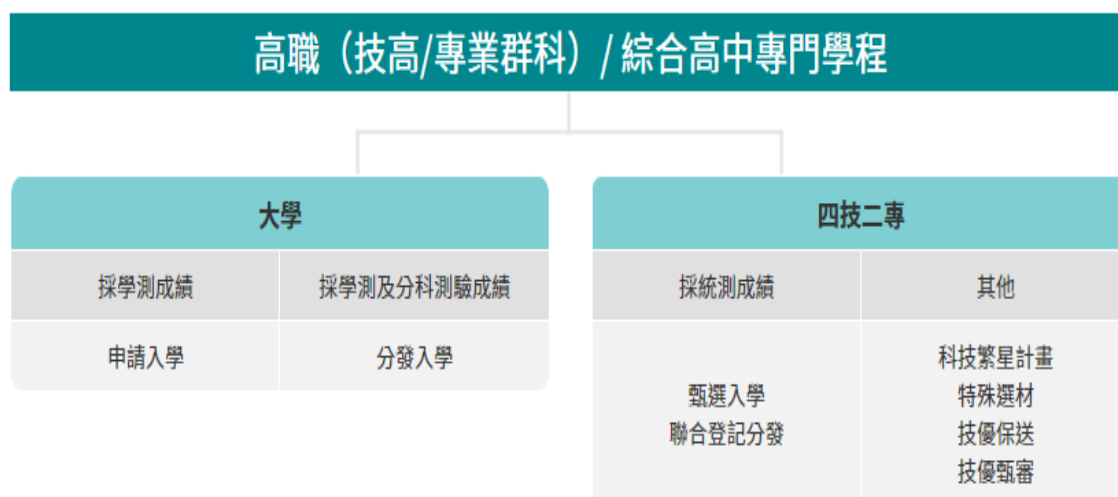 高職（技高/專業群科）/ 綜合高中專門學程
大學
採學測成績
採學測及分科測驗成績
申請入學
分發入學
四技二專
採統測成績
其他
甄選入學
聯合登記分發
科技繁星計畫
特殊選材
技優保送
技優甄審